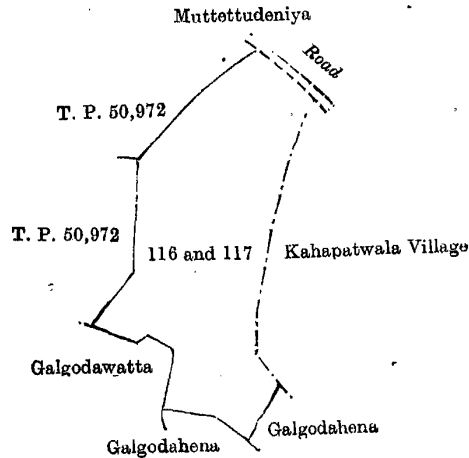 Muttettudeniya
Road
T. P. 50,972
T. P. 50,972
116 and 117
Kahapatwala Village
Galgodawatta
Galgodahena
Galgodahena